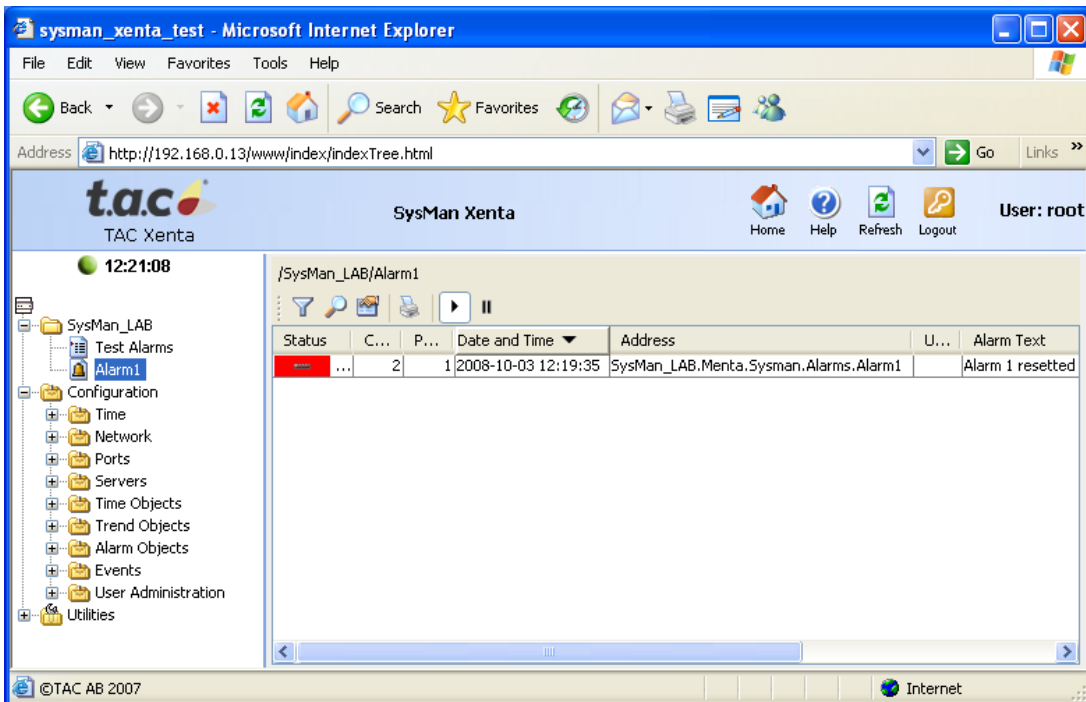 sysman_xenta_test - Microsoft Internet Explorer
File Edit View Favorites Tools Help
Back Search Favorites
Address http://192.168.0.13/www/index/indexTree.html Go Links »
t.a.c
TAC Xenta
SysMan Xenta
Home Help Refresh Logout
User: root
12:21:08
SysMan_LAB
Test Alarms
Alarm1
Configuration
Time
Network
Ports
Servers
Time Objects
Trend Objects
Alarm Objects
Events
User Administration
Utilities
/SysMan_LAB/Alarm1
Status C... P... Date and Time Address U... Alarm Text
... 2 1 2008-10-03 12:19:35 SysMan_LAB.Menta.Sysman.Alarms.Alarm1 Alarm 1 resetted
©TAC AB 2007 Internet